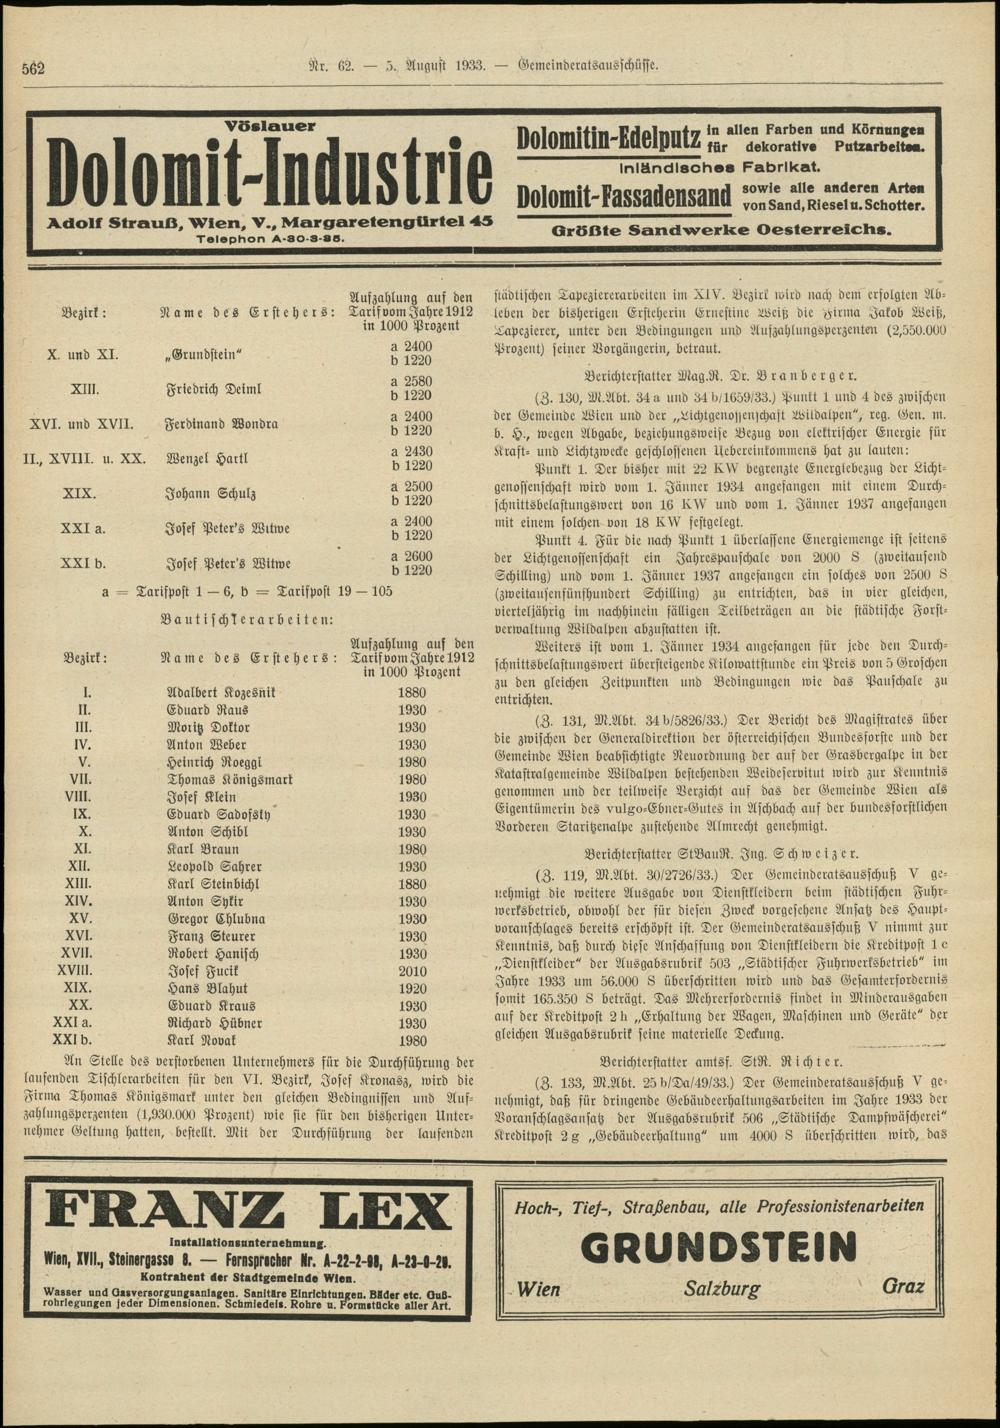 562
Nr. 62. — 5. August 1933. — Gemeinderatsausschüsse.
Vöslauer
Dolomit-Industrie
Adolf Strauß, Wien, V., Margaretengürtel 45
Telephon A-30-3-85.
Dolomitin-Edelputz in allen Farben und Körnungen
für dekorative Putzarbeiten.
Inländisches Fabrikat.
Dolomit-Fassadensand sowie alle anderen Arten
von Sand, Riesel u. Schotter.
Größte Sandwerke Oesterreichs.
Bezirk: Name des Erstehers: Aufzahlung auf den
Tarif vom Jahre 1912
in 1000 Prozent
X. und XI. „Grundstein“ a 2400
b 1220
XIII. Friedrich Deiml a 2580
b 1220
XVI. und XVII. Ferdinand Wondra a 2400
b 1220
II., XVIII. u. XX. Wenzel Hartl a 2430
b 1220
XIX. Johann Schulz a 2500
b 1220
XXI a. Josef Peter's Witwe a 2400
b 1220
XXI b. Josef Peter's Witwe a 2600
b 1220
a = Tarifpost 1 — 6, b = Tarifpost 19 — 105
Bautischlerarbeiten:
Bezirk: Name des Erstehers: Aufzahlung auf den
Tarif vom Jahre 1912
in 1000 Prozent
I. Adalbert Kozesnik 1880
II. Eduard Raus 1930
III. Moritz Doktor 1930
IV. Anton Weber 1930
V. Heinrich Roeggl 1980
VII. Thomas Königsmark 1980
VIII. Josef Klein 1930
IX. Eduard Sadofsky 1930
X. Anton Schibl 1930
XI. Karl Braun 1980
XII. Leopold Sahrer 1930
XIII. Karl Steinbichl 1880
XIV. Anton Sykir 1930
XV. Gregor Chlubna 1930
XVI. Franz Steurer 1930
XVII. Robert Hanisch 1930
XVIII. Josef Fucik 2010
XIX. Hans Blahut 1920
XX. Eduard Kraus 1930
XXI a. Richard Hübner 1930
XXI b. Karl Novak 1980
An Stelle des verstorbenen Unternehmers für die Durchführung der
laufenden Tischlerarbeiten für den VI. Bezirk, Josef Kronasz, wird die
Firma Thomas Königsmark unter den gleichen Bedingnissen und Auf-
zahlungsperzenten (1,930.000 Prozent) wie sie für den bisherigen Unter-
nehmer Geltung hatten, bestellt. Mit der Durchführung der laufenden
städtischen Tapeziererarbeiten im XIV. Bezirk wird nach dem erfolgten Ab-
leben der bisherigen Ersteherin Ernestine Weiß die Firma Jakob Weiß,
Tapezierer, unter den Bedingungen und Aufzahlungsperzenten (2,550.000
Prozent) seiner Vorgängerin, betraut.
Berichterstatter Mag.R. Dr. Branberger.
(Z. 130, M.Abt. 34 a und 34 b/1659/33.) Punkt 1 und 4 des zwischen
der Gemeinde Wien und der „Lichtgenossenschaft Wildalpen“, reg. Gen. m.
b. H., wegen Abgabe, beziehungsweise Bezug von elektrischer Energie für
Kraft- und Lichtzwecke geschlossenen Uebereinkommens hat zu lauten:
Punkt 1. Der bisher mit 22 KW begrenzte Energiebezug der Licht-
genossenschaft wird vom 1. Jänner 1934 angefangen mit einem Durch-
schnittsbelastungswert von 16 KW und vom 1. Jänner 1937 angefangen
mit einem solchen von 18 KW festgelegt.
Punkt 4. Für die nach Punkt 1 überlassene Energiemenge ist seitens
der Lichtgenossenschaft ein Jahrespauschale von 2000 S (zweitausend
Schilling) und vom 1. Jänner 1937 angefangen ein solches von 2500 S
(zweitausendfünfhundert Schilling) zu entrichten, das in vier gleichen,
vierteljährig im nachhinein fälligen Teilbeträgen an die städtische Forst-
verwaltung Wildalpen abzustatten ist.
Weiters ist vom 1. Jänner 1934 angefangen für jede den Durch-
schnittsbelastungswert übersteigende Kilowattstunde ein Preis von 5 Groschen
zu den gleichen Zeitpunkten und Bedingungen wie das Pauschale zu
entrichten.
(Z. 131, M.Abt. 34 b/5826/33.) Der Bericht des Magistrates über
die zwischen der Generaldirektion der österreichischen Bundesforste und der
Gemeinde Wien beabsichtigte Neuordnung der auf der Grasbergalpe in der
Katastralgemeinde Wildalpen bestehenden Weideservitut wird zur Kenntnis
genommen und der teilweise Verzicht auf das der Gemeinde Wien als
Eigentümerin des vulgo-Ebner-Gutes in Aschbach auf der bundesforstlichen
Vorderen Staritzenalpe zustehende Almrecht genehmigt.
Berichterstatter StBauR. Ing. Schweizer.
(Z. 119, M.Abt. 30/2726/33.) Der Gemeinderatsausschuß V ge-
nehmigt die weitere Ausgabe von Dienstkleidern beim städtischen Fuhr-
werksbetrieb, obwohl der für diesen Zweck vorgesehene Ansatz des Haupt-
voranschlages bereits erschöpft ist. Der Gemeinderatsausschuß V nimmt zur
Kenntnis, daß durch diese Anschaffung von Dienstkleidern die Kreditpost 1 c
„Dienstkleider“ der Ausgabsrubrik 503 „Städtischer Fuhrwerksbetrieb“ im
Jahre 1933 um 56.000 S überschritten wird und das Gesamterfordernis
somit 165.350 S beträgt. Das Mehrerfordernis findet in Minderausgaben
auf der Kreditpost 2 h „Erhaltung der Wagen, Maschinen und Geräte“ der
gleichen Ausgabsrubrik seine materielle Deckung.
Berichterstatter amtsf. StR. Richter.
(Z. 133, M.Abt. 25 b/Da/49/33.) Der Gemeinderatsausschuß V ge-
nehmigt, daß für dringende Gebäudeerhaltungsarbeiten im Jahre 1933 der
Voranschlagsansatz der Ausgabsrubrik 506 „Städtische Dampfwäscherei“
Kreditpost 2 g „Gebäudeerhaltung“ um 4000 S überschritten wird, das
FRANZ LEX
Installationsunternehmung.
Wien, XVII., Steinergasse 8. — Fernsprecher Nr. A-22-2-98, A-23-0-29.
Kontrahent der Stadtgemeinde Wien.
Wasser und Gasversorgungsanlagen. Sanitäre Einrichtungen. Bäder etc. Guß-
rohrlegungen jeder Dimensionen. Schmiedeis. Rohre u. Formstücke aller Art.
Hoch-, Tief-, Straßenbau, alle Professionistenarbeiten
GRUNDSTEIN
Wien Salzburg Graz